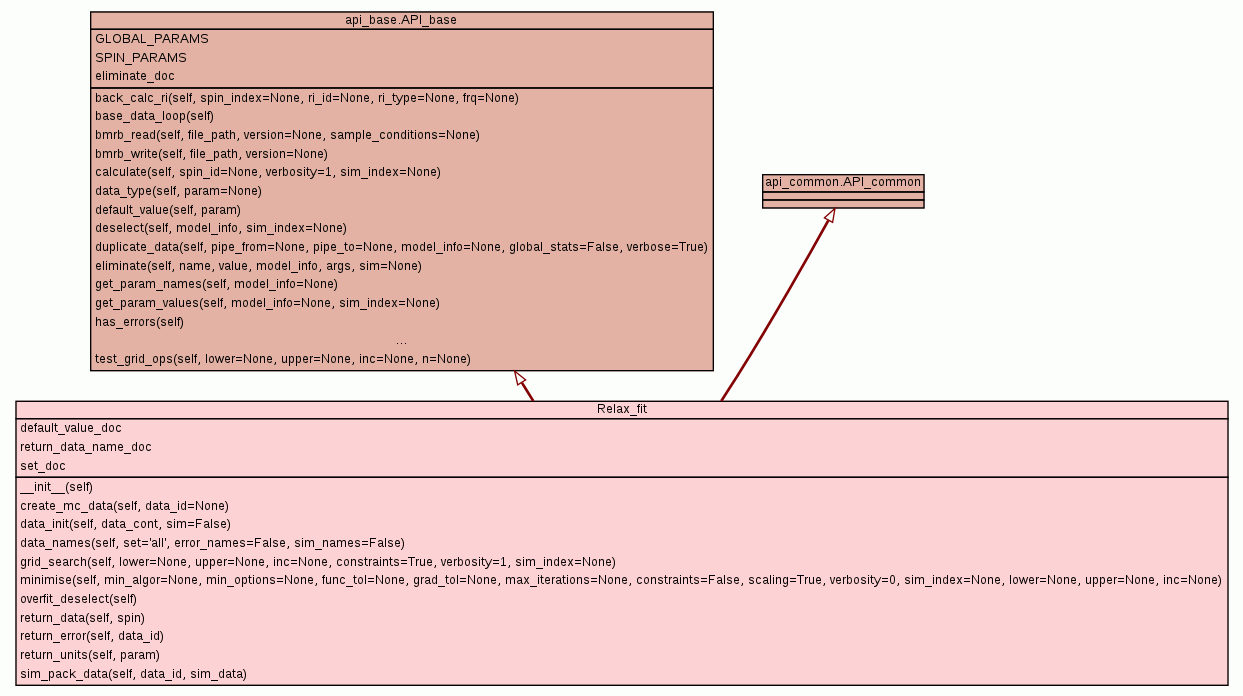 api_base.API_base
GLOBAL_PARAMS
SPIN_PARAMS
eliminate_doc
back_calc_ri(self, spin_index=None, ri_id=None, ri_type=None, frq=None)
base_data_loop(self)
bmrb_read(self, file_path, version=None, sample_conditions=None)
bmrb_write(self, file_path, version=None)
calculate(self, spin_id=None, verbosity=1, sim_index=None)
data_type(self, param=None)
default_value(self, param)
deselect(self, model_info, sim_index=None)
duplicate_data(self, pipe_from=None, pipe_to=None, model_info=None, global_stats=False, verbose=True)
eliminate(self, name, value, model_info, args, sim=None)
get_param_names(self, model_info=None)
get_param_values(self, model_info=None, sim_index=None)
has_errors(self)
...
test_grid_ops(self, lower=None, upper=None, inc=None, n=None)
api_common.API_common
Relax_fit
default_value_doc
return_data_name_doc
set_doc
__init__(self)
create_mc_data(self, data_id=None)
data_init(self, data_cont, sim=False)
data_names(self, set='all', error_names=False, sim_names=False)
grid_search(self, lower=None, upper=None, inc=None, constraints=True, verbosity=1, sim_index=None)
minimise(self, min_algor=None, min_options=None, func_tol=None, grad_tol=None, max_iterations=None, constraints=False, scaling=True, verbosity=0, sim_index=None, lower=None, upper=None, inc=None)
overfit_deselect(self)
return_data(self, spin)
return_error(self, data_id)
return_units(self, param)
sim_pack_data(self, data_id, sim_data)